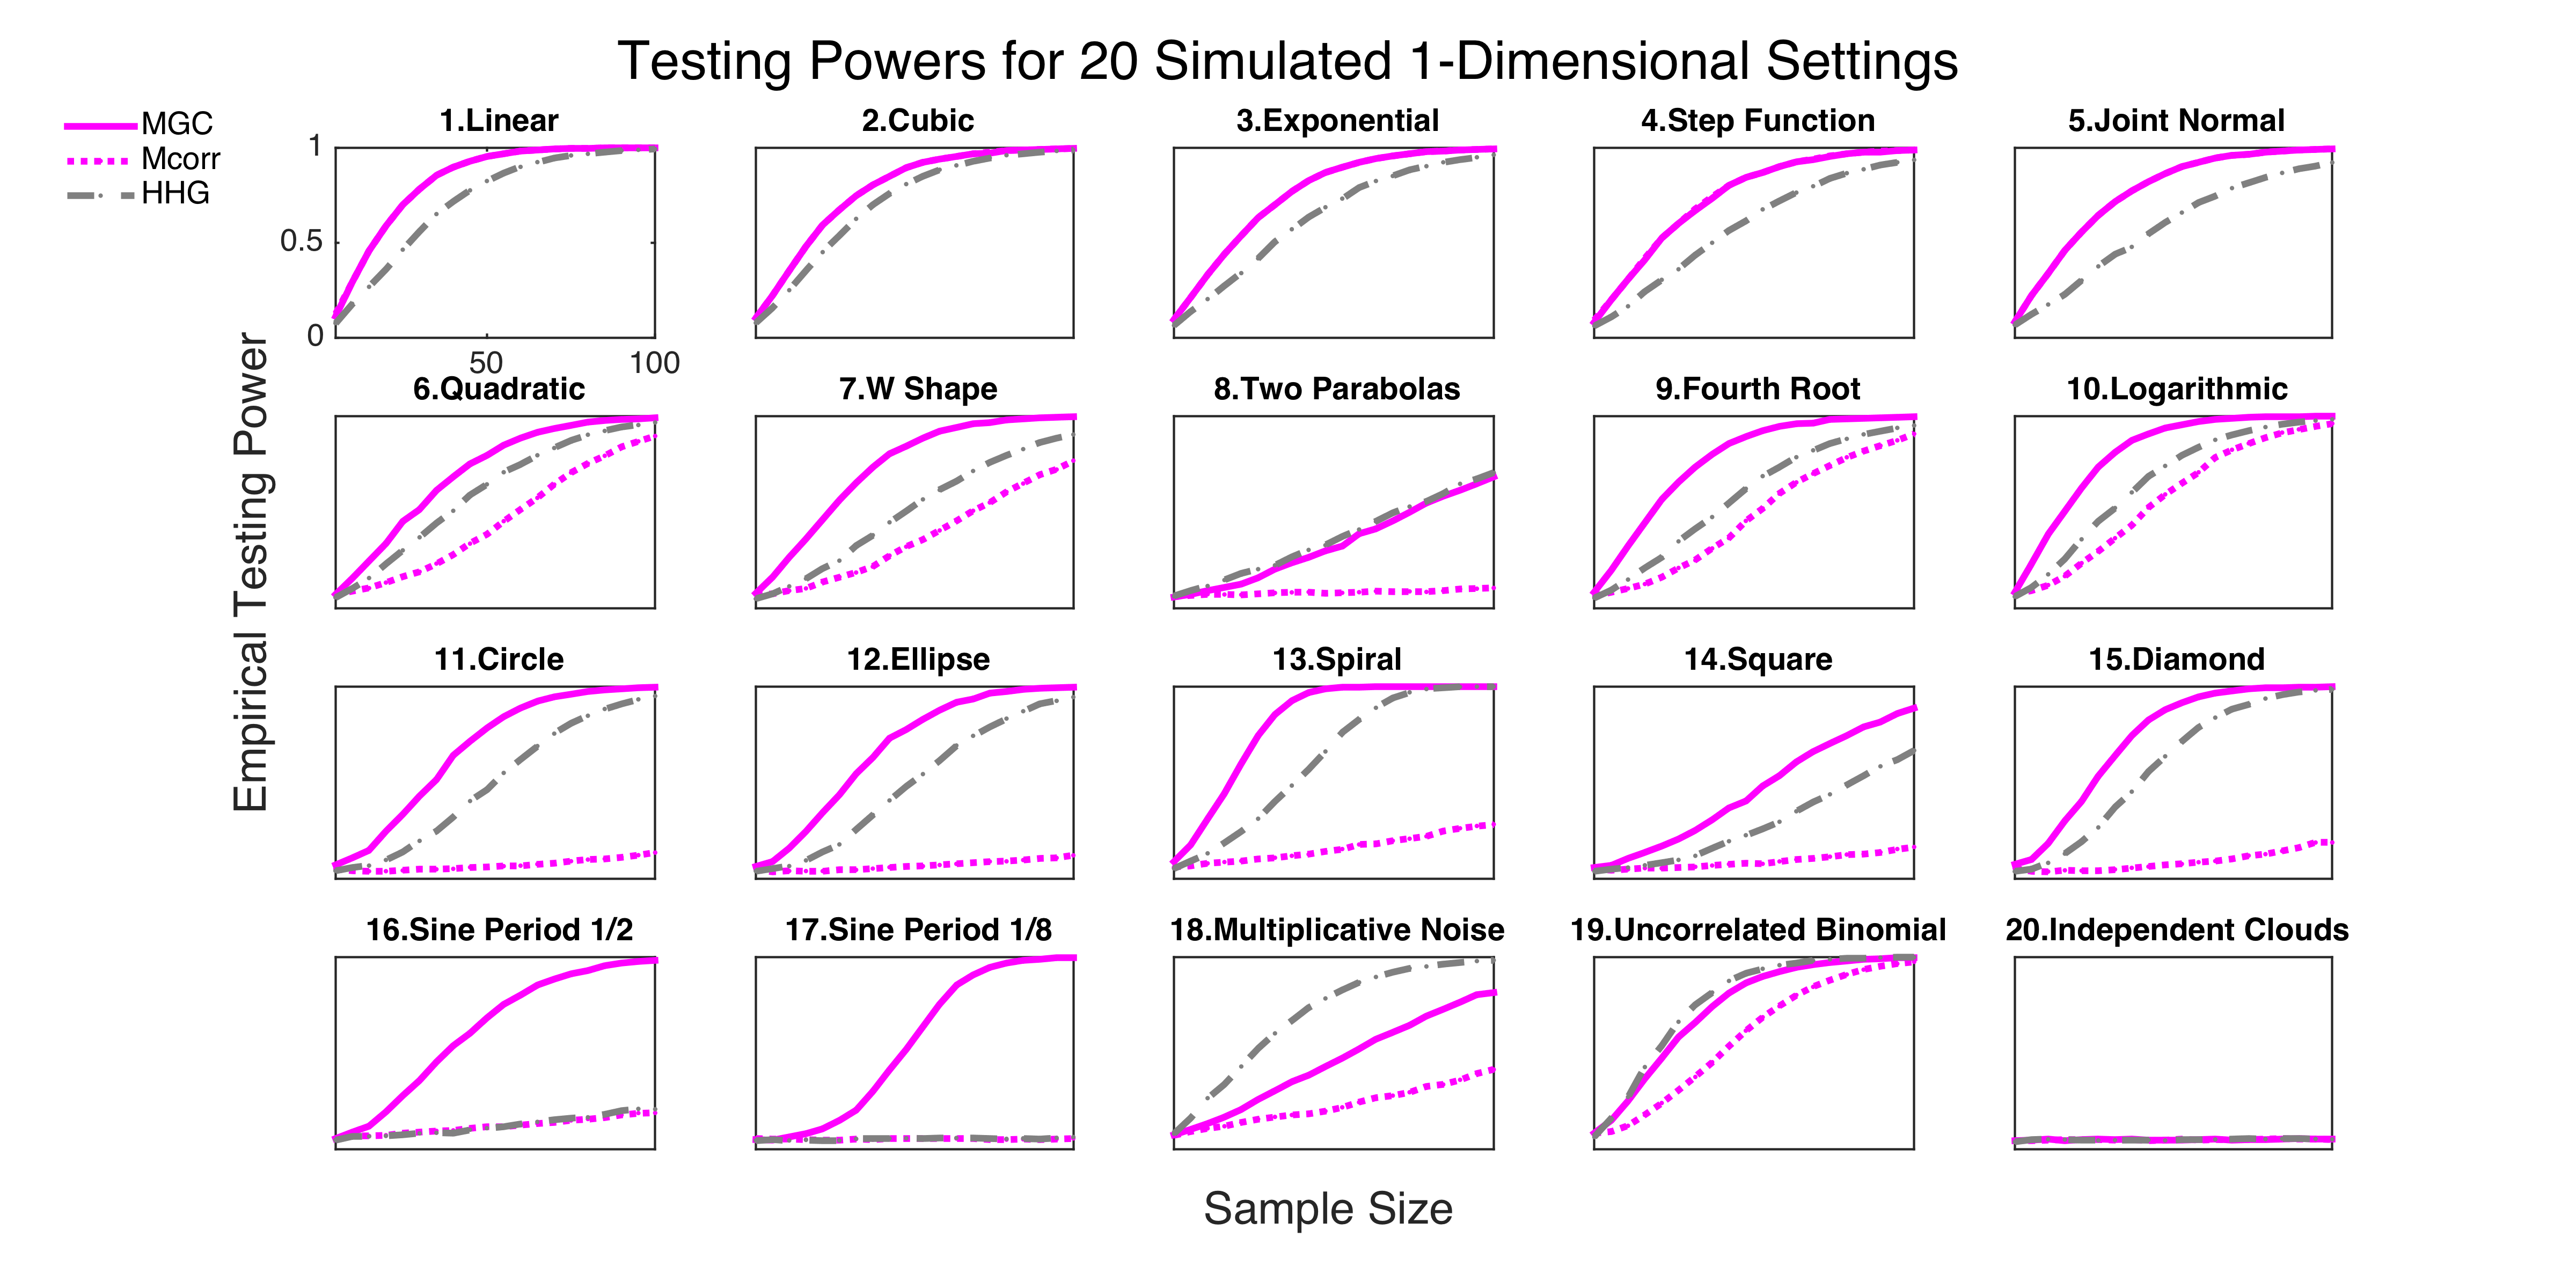 Testing Powers for 20 Simulated 1-Dimensional Settings
MGC
Mcorr
HHG
1.Linear
2.Cubic
3.Exponential
4.Step Function
5.Joint Normal
1
0.5
0
50
100
6.Quadratic
7.W Shape
8.Two Parabolas
9.Fourth Root
10.Logarithmic
Empirical Testing Power
11.Circle
12.Ellipse
13.Spiral
14.Square
15.Diamond
16.Sine Period 1/2
17.Sine Period 1/8
18.Multiplicative Noise
19.Uncorrelated Binomial
20.Independent Clouds
Sample Size